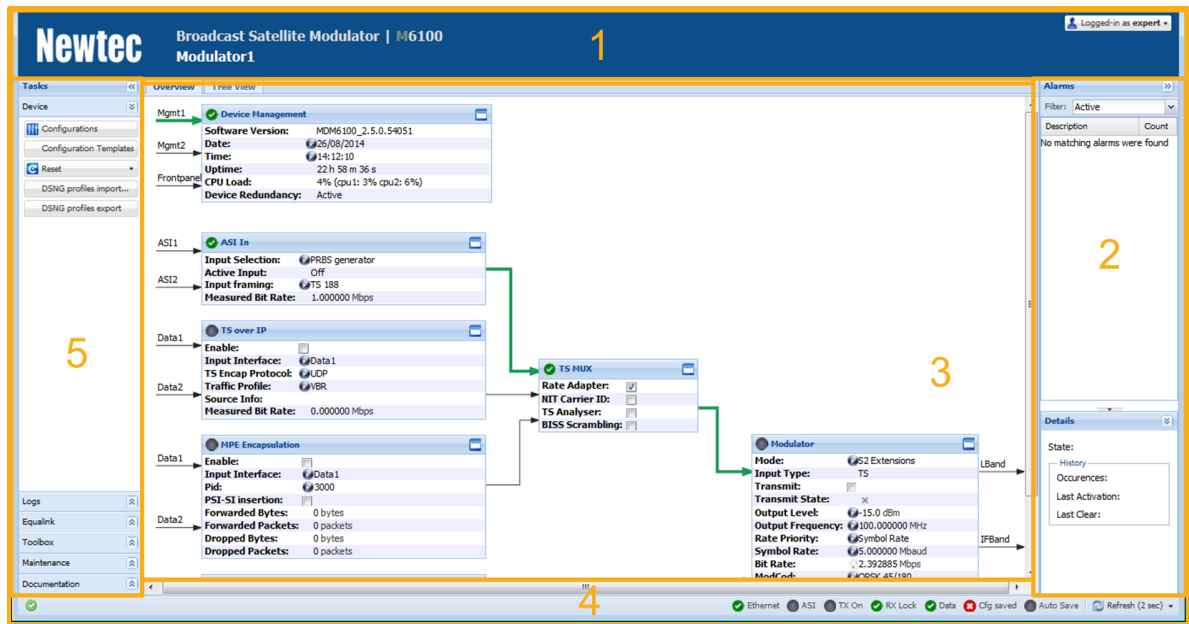 Newtec
Broadcast Satellite Modulator | M6100
Modulator1
1
Logged-in as expert
Tasks
Device
Configurations
Configuration Templates
Reset
DSNG profiles import...
DSNG profiles export
5
Logs
Equalink
Toolbox
Maintenance
Documentation
Overview
Tree View
Mgmt1
Mgmt2
Frontpanel
Device Management
Software Version: MDM6100_2.5.0.54051
Date: 26/08/2014
Time: 14:12:10
Uptime: 22 h 58 m 36 s
CPU Load: 4% (cpu1: 3% cpu2: 6%)
Device Redundancy: Active
ASI1
ASI2
ASI In
Input Selection: PRBS generator
Active Input: Off
Input framing: TS 188
Measured Bit Rate: 1.000000 Mbps
Data1
Data2
TS over IP
Enable:
Input Interface: Data1
TS Encap Protocol: UDP
Traffic Profile: VBR
Source Info:
Measured Bit Rate: 0.000000 Mbps
Data1
Data2
MPE Encapsulation
Enable:
Input Interface: Data1
Pid: 3000
PSI-SI insertion:
Forwarded Bytes: 0 bytes
Forwarded Packets: 0 packets
Dropped Bytes: 0 bytes
Dropped Packets: 0 packets
TS MUX
Rate Adapter:
NIT Carrier ID:
TS Analyser:
BISS Scrambling:
3
Modulator
Mode: S2 Extensions
Input Type: TS
Transmit:
Transmit State:
Output Level: -15.0 dBm
Output Frequency: 100.000000 MHz
Rate Priority: Symbol Rate
Symbol Rate: 5.000000 Mbaud
Bit Rate: 2.392885 Mbps
ModCod: QPSK 45/180
LBand
IFBand
Alarms
Filter: Active
Description Count
No matching alarms were found
2
Details
State:
History
Occurences:
Last Activation:
Last Clear:
4
Ethernet ASI TX On RX Lock Data Cfg saved Auto Save Refresh (2 sec)